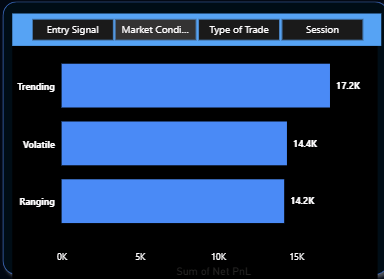 Entry Signal Market Condi... Type of Trade Session
Trending 17.2K
Volatile 14.4K
Ranging 14.2K
0K 5K 10K 15K
Sum of Net PnL